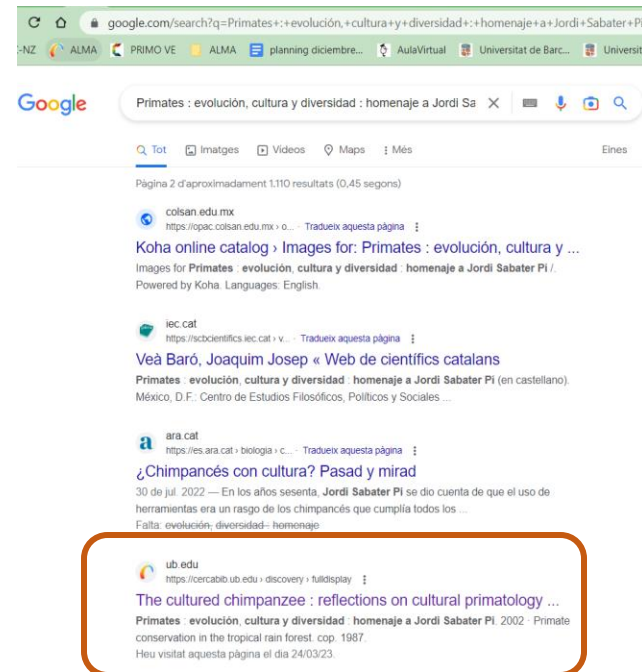 google.com/search?q=Primates+:+evolución,+cultura+y+diversidad+:+homenaje+a+Jordi+Sabater+Pi
-NZ ALMA PRIMO VE ALMA planning diciembre... AulaVirtual Universitat de Barc... Universit
Google
Primates : evolución, cultura y diversidad : homenaje a Jordi Sa
Tot Imatges Vídeos Maps Més Eines
Pàgina 2 d'aproximadament 1.110 resultats (0,45 segons)
colsan.edu.mx
https://opac.colsan.edu.mx › o... · Tradueix aquesta pàgina
Koha online catalog › Images for: Primates : evolución, cultura y ...
Images for Primates : evolución, cultura y diversidad : homenaje a Jordi Sabater Pi /.
Powered by Koha. Languages: English.
iec.cat
https://scbcientifics.iec.cat › v... · Tradueix aquesta pàgina
Veà Baró, Joaquim Josep « Web de científics catalans
Primates : evolución, cultura y diversidad : homenaje a Jordi Sabater Pi (en castellano).
México, D.F.: Centro de Estudios Filosóficos, Políticos y Sociales ...
a
ara.cat
https://es.ara.cat › biologia › c... · Tradueix aquesta pàgina
¿Chimpancés con cultura? Pasad y mirad
30 de jul. 2022 — En los años sesenta, Jordi Sabater Pi se dio cuenta de que el uso de
herramientas era un rasgo de los chimpancés que cumplía todos los ...
Falta: evolución, diversidad homenaje
ub.edu
https://cercabib.ub.edu › discovery › fulldisplay
The cultured chimpanzee : reflections on cultural primatology ...
Primates : evolución, cultura y diversidad : homenaje a Jordi Sabater Pi. 2002 · Primate
conservation in the tropical rain forest. cop. 1987.
Heu visitat aquesta pàgina el dia 24/03/23.